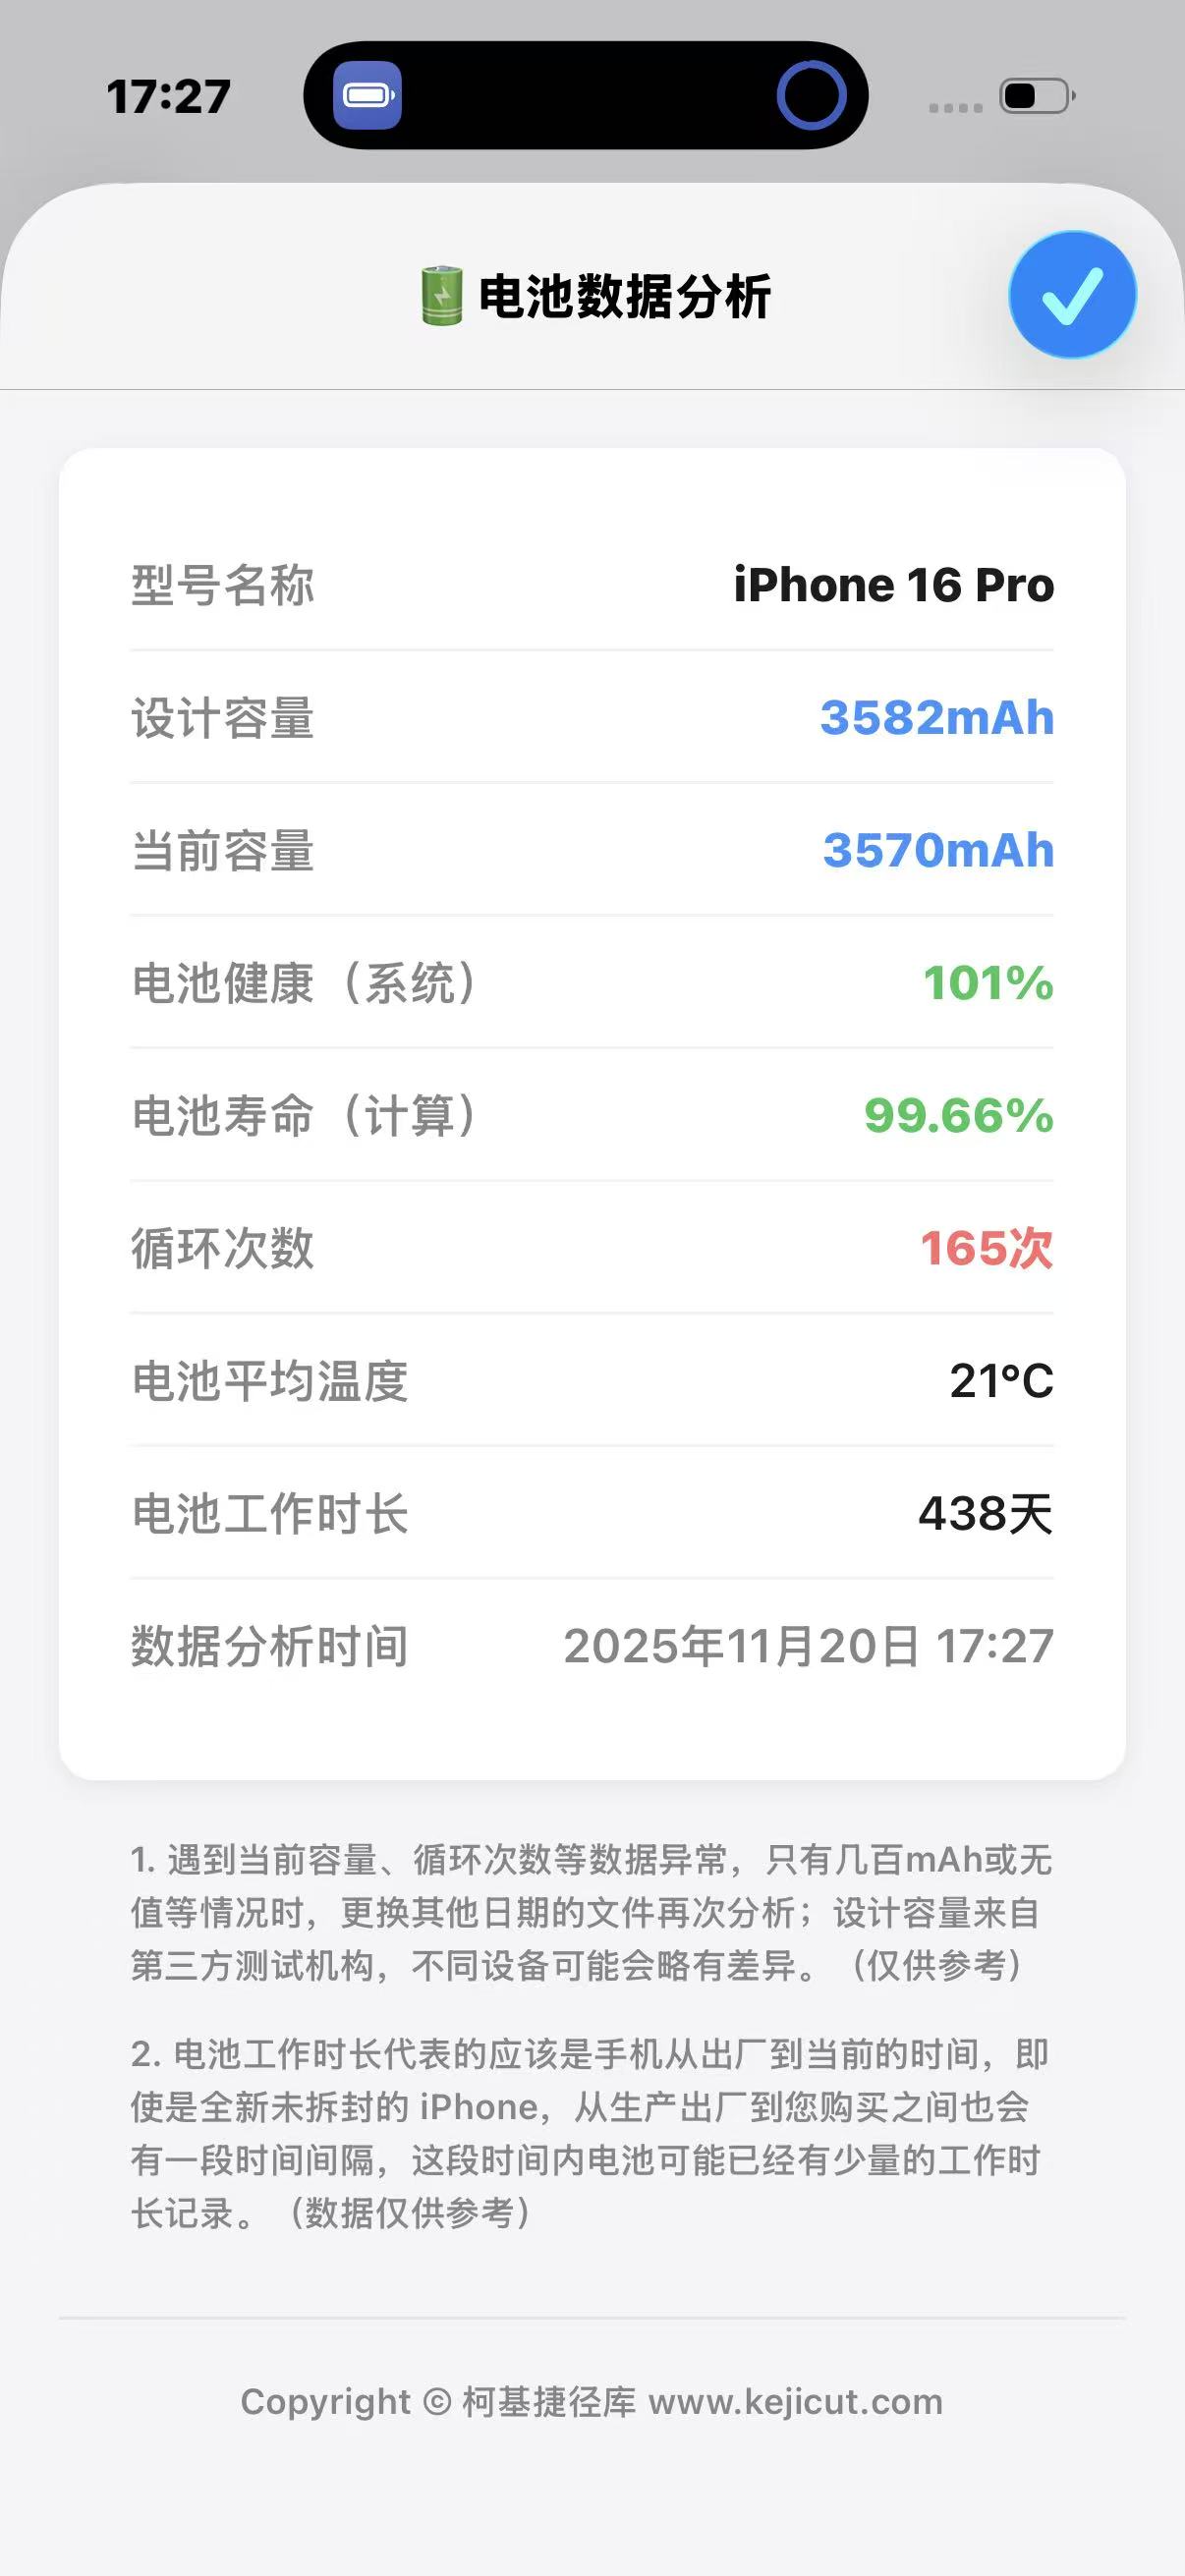 17:27
电池数据分析
型号名称 iPhone 16 Pro
设计容量 3582mAh
当前容量 3570mAh
电池健康（系统） 101%
电池寿命（计算） 99.66%
循环次数 165次
电池平均温度 21°C
电池工作时长 438天
数据分析时间 2025年11月20日 17:27
1. 遇到当前容量、循环次数等数据异常，只有几百mAh或无
值等情况时，更换其他日期的文件再次分析；设计容量来自
第三方测试机构，不同设备可能会略有差异。（仅供参考）
2. 电池工作时长代表的应该是手机从出厂到当前的时间，即
使是全新未拆封的 iPhone，从生产出厂到您购买之间也会
有一段时间间隔，这段时间内电池可能已经有少量的工作时
长记录。（数据仅供参考）
Copyright © 柯基捷径库 www.kejicut.com